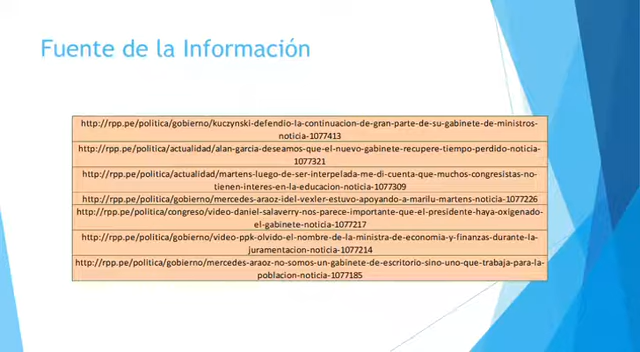 Fuente de la Información
http://rpp.pe/politica/gobierno/kuczynski-defendio-la-continuacion-de-gran-parte-de-su-gabinete-de-ministros-
noticia-1077413
http://rpp.pe/politica/actualidad/alan-garcia-deseamos-que-el-nuevo-gabinete-recupere-tiempo-perdido-noticia-
1077321
http://rpp.pe/politica/actualidad/martens-luego-de-ser-interpelada-me-di-cuenta-que-muchos-congresistas-no-
tienen-interes-en-la-educacion-noticia-1077309
http://rpp.pe/politica/gobierno/mercedes-araoz-idel-vexler-estuvo-apoyando-a-marilu-martens-noticia-1077226
http://rpp.pe/politica/congreso/video-daniel-salaverry-nos-parece-importante-que-el-presidente-haya-oxigenado-
el-gabinete-noticia-1077217
http://rpp.pe/politica/gobierno/video-ppk-olvido-el-nombre-de-la-ministra-de-economia-y-finanzas-durante-la-
juramentacion-noticia-1077214
http://rpp.pe/politica/gobierno/mercedes-araoz-no-somos-un-gabinete-de-escritorio-sino-uno-que-trabaja-para-la-
poblacion-noticia-1077185